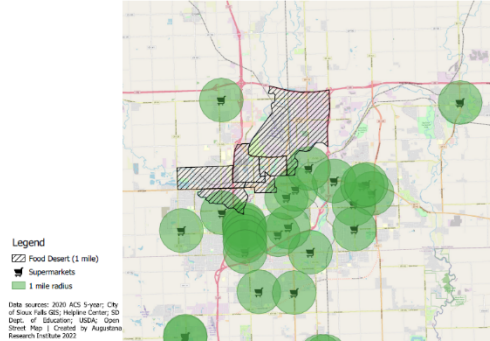 Legend
Food Desert (1 mile)
Supermarkets
1 mile radius
Data sources: 2020 ACS 5-year; City
of Sioux Falls GIS; Helpline Center; SD
Dept. of Education; USDA; Open
Street Map | Created by Augustana
Research Institute 2022